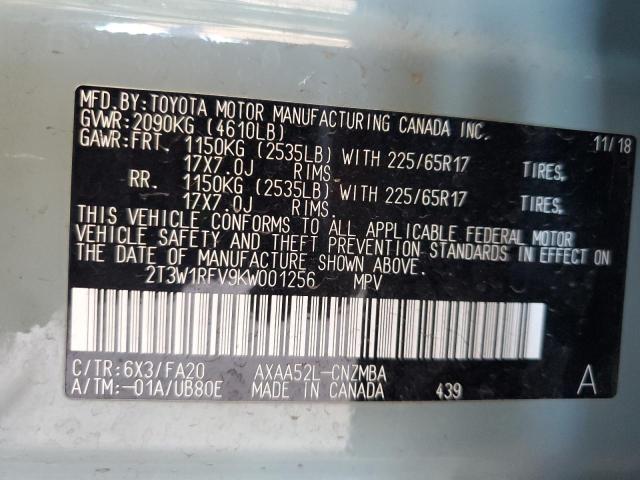 MFD.BY:TOYOTA MOTOR MANUFACTURING CANADA INC. 11/18
GVWR:2090KG (4610LB)
GAWR:FRT. 1150KG (2535LB) WITH 225/65R17 TIRES,
17X7.0J RIMS.
RR. 1150KG (2535LB) WITH 225/65R17 TIRES,
17X7.0J RIMS.
THIS VEHICLE CONFORMS TO ALL APPLICABLE FEDERAL MOTOR
VEHICLE SAFETY AND THEFT PREVENTION STANDARDS IN EFFECT ON
THE DATE OF MANUFACTURE SHOWN ABOVE.
2T3W1RFV9KW001256 MPV
C/TR:6X3/FA20 AXAA52L-CNZMBA
A/TM:-01A/UB80E MADE IN CANADA 439 A